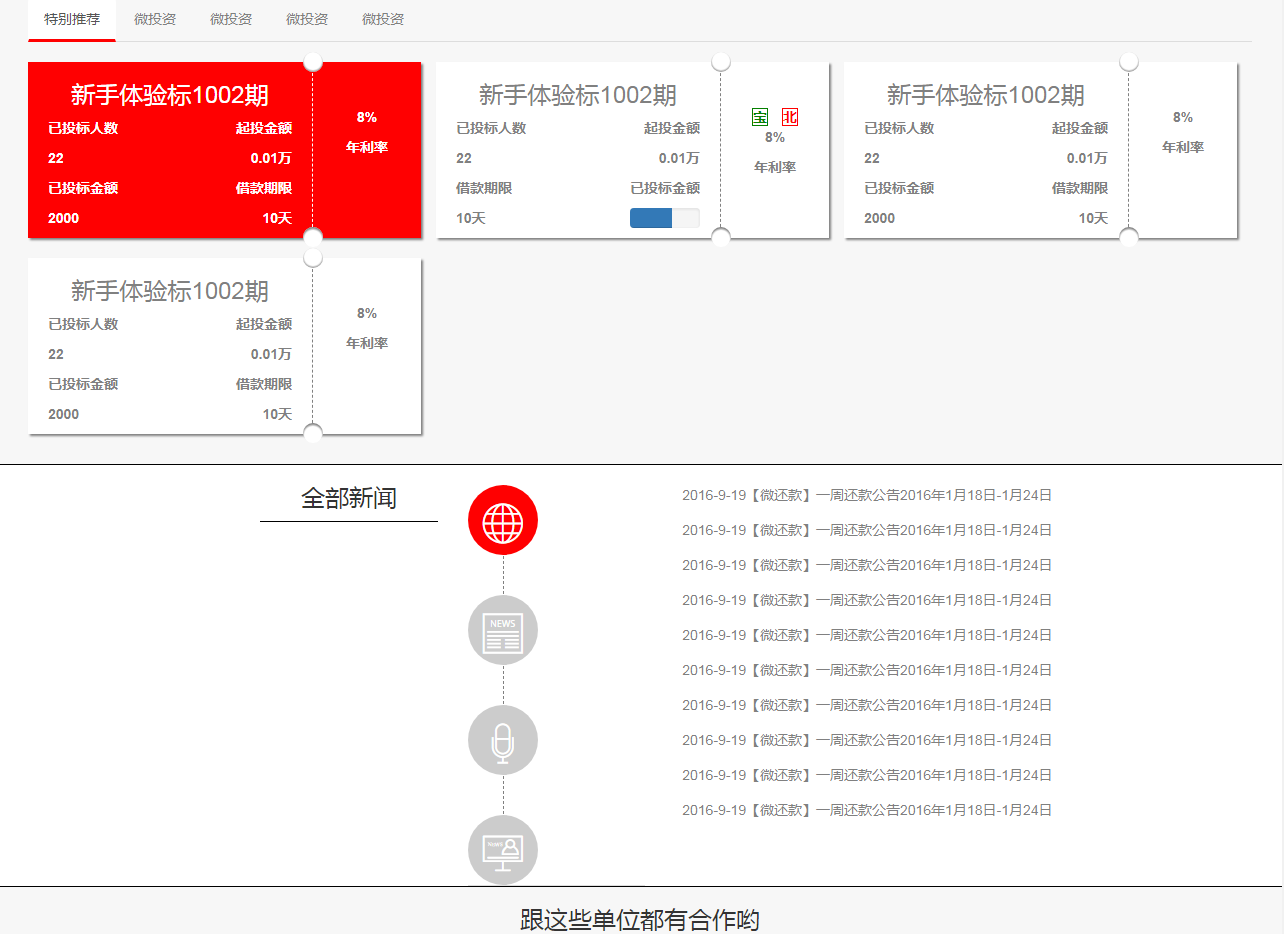 特别推荐 微投资 微投资 微投资 微投资
新手体验标1002期
已投标人数 起投金额
22 0.01万
已投标金额 借款期限
2000 10天
8%
年利率
新手体验标1002期
已投标人数 起投金额
22 0.01万
借款期限 已投标金额
10天
宝 北
8%
年利率
新手体验标1002期
已投标人数 起投金额
22 0.01万
已投标金额 借款期限
2000 10天
8%
年利率
新手体验标1002期
已投标人数 起投金额
22 0.01万
已投标金额 借款期限
2000 10天
8%
年利率
全部新闻
NEWS
NewS
2016-9-19【微还款】一周还款公告2016年1月18日-1月24日
2016-9-19【微还款】一周还款公告2016年1月18日-1月24日
2016-9-19【微还款】一周还款公告2016年1月18日-1月24日
2016-9-19【微还款】一周还款公告2016年1月18日-1月24日
2016-9-19【微还款】一周还款公告2016年1月18日-1月24日
2016-9-19【微还款】一周还款公告2016年1月18日-1月24日
2016-9-19【微还款】一周还款公告2016年1月18日-1月24日
2016-9-19【微还款】一周还款公告2016年1月18日-1月24日
2016-9-19【微还款】一周还款公告2016年1月18日-1月24日
2016-9-19【微还款】一周还款公告2016年1月18日-1月24日
跟这些单位都有合作哟